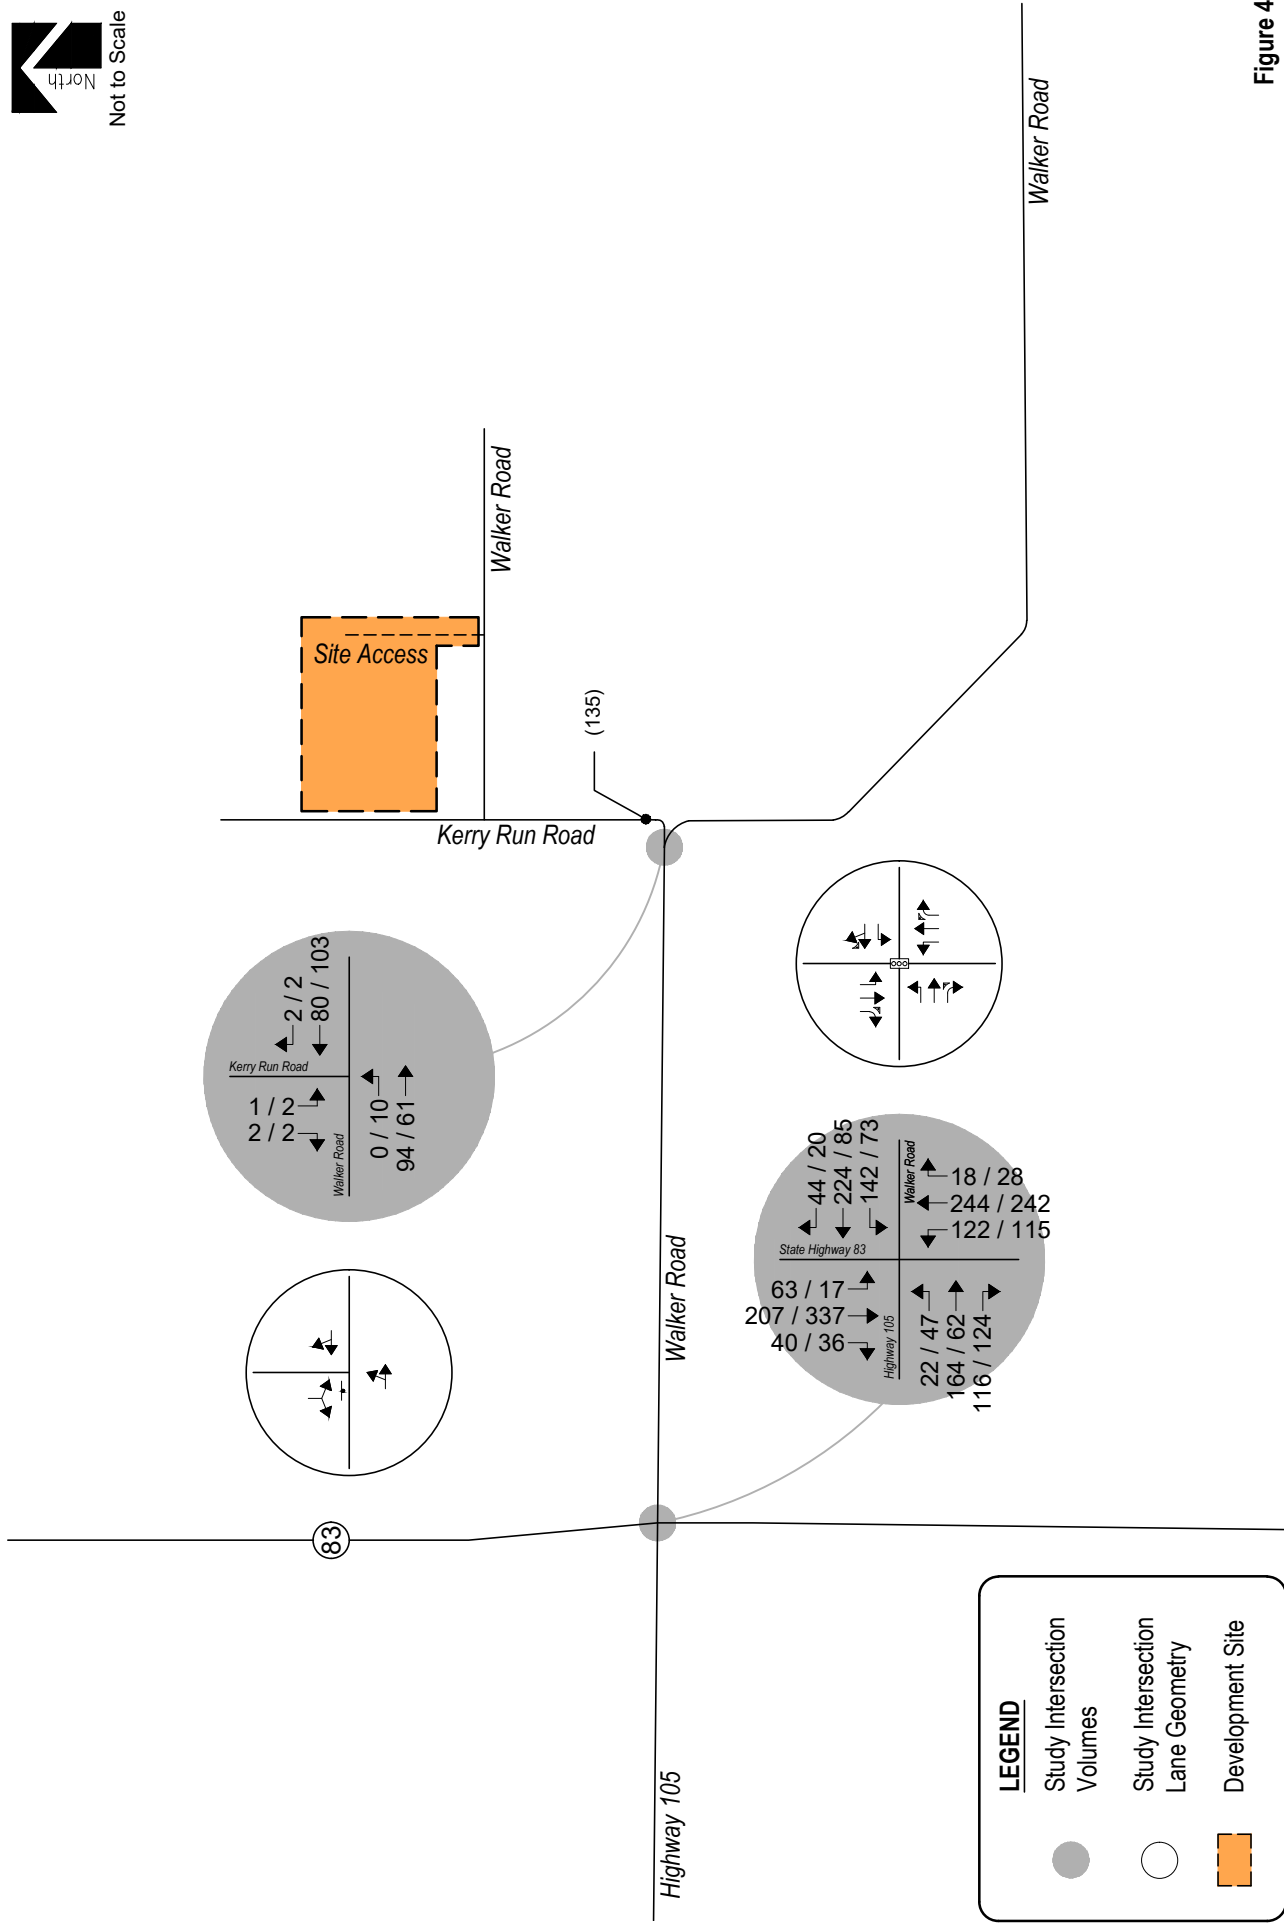 North
Not to Scale
Figure 4
Walker Road
Walker Road
Site Access
(135)
Kerry Run Road
2 / 2
80 / 103
Kerry Run Road
1 / 2
2 / 2
Walker Road
0 / 10
94 / 61
44 / 20
224 / 85
142 / 73
Walker Road
State Highway 83
18 / 28
244 / 242
122 / 115
63 / 17
207 / 337
40 / 36
Highway 105
22 / 47
164 / 62
116 / 124
Walker Road
83
Highway 105
LEGEND
Study Intersection
Volumes
Study Intersection
Lane Geometry
Development Site